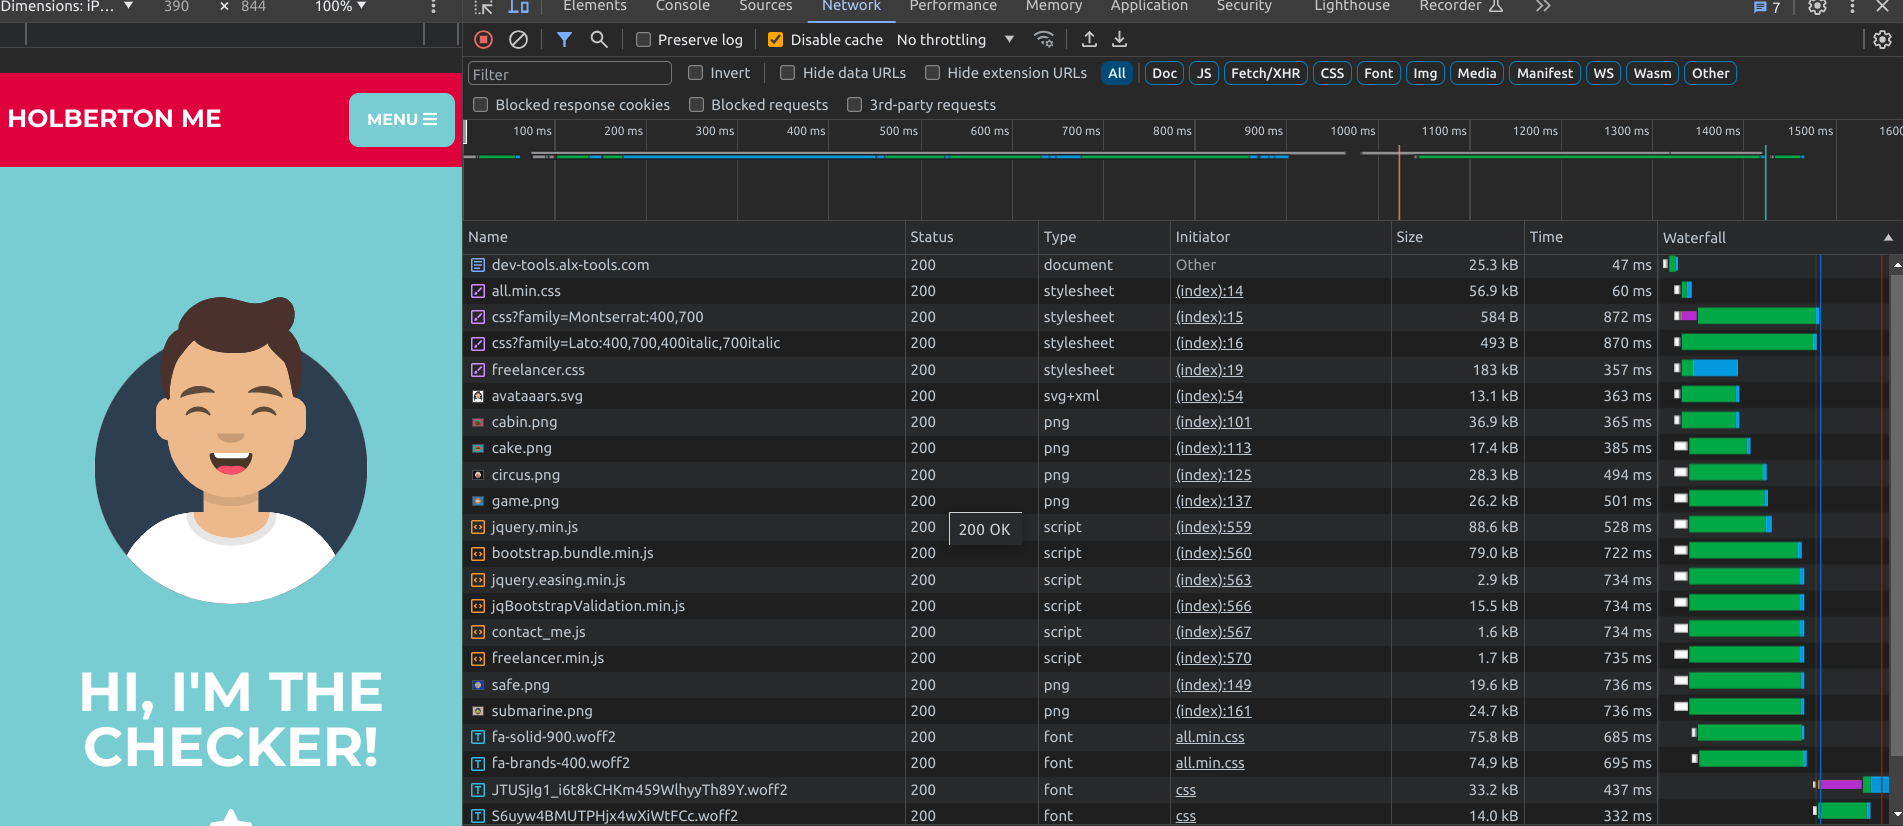 Dimensions: iP... ▼ 390 × 844 100% ▼
Elements Console Sources Network Performance Memory Application Security Lighthouse Recorder 7
Preserve log Disable cache No throttling
Filter Invert Hide data URLs Hide extension URLs All Doc JS Fetch/XHR CSS Font Img Media Manifest WS Wasm Other
Blocked response cookies Blocked requests 3rd-party requests
HOLBERTON ME
MENU
100 ms 200 ms 300 ms 400 ms 500 ms 600 ms 700 ms 800 ms 900 ms 1000 ms 1100 ms 1200 ms 1300 ms 1400 ms 1500 ms 1600
Name Status Type Initiator Size Time Waterfall
dev-tools.alx-tools.com 200 document Other 25.3 kB 47 ms
all.min.css 200 stylesheet (index):14 56.9 kB 60 ms
css?family=Montserrat:400,700 200 stylesheet (index):15 584 B 872 ms
css?family=Lato:400,700,400italic,700italic 200 stylesheet (index):16 493 B 870 ms
freelancer.css 200 stylesheet (index):19 183 kB 357 ms
avataaars.svg 200 svg+xml (index):54 13.1 kB 363 ms
cabin.png 200 png (index):101 36.9 kB 365 ms
cake.png 200 png (index):113 17.4 kB 385 ms
circus.png 200 png (index):125 28.3 kB 494 ms
game.png 200 png (index):137 26.2 kB 501 ms
jquery.min.js 200 script (index):559 88.6 kB 528 ms
200 OK
bootstrap.bundle.min.js 200 script (index):560 79.0 kB 722 ms
jquery.easing.min.js 200 script (index):563 2.9 kB 734 ms
jqBootstrapValidation.min.js 200 script (index):566 15.5 kB 734 ms
contact_me.js 200 script (index):567 1.6 kB 734 ms
freelancer.min.js 200 script (index):570 1.7 kB 735 ms
safe.png 200 png (index):149 19.6 kB 736 ms
submarine.png 200 png (index):161 24.7 kB 736 ms
fa-solid-900.woff2 200 font all.min.css 75.8 kB 685 ms
fa-brands-400.woff2 200 font all.min.css 74.9 kB 695 ms
JTUSjIg1_i6t8kCHKm459WlhyyTh89Y.woff2 200 font css 33.2 kB 437 ms
S6uyw4BMUTPHjx4wXiWtFCc.woff2 200 font css 14.0 kB 332 ms
HI, I'M THE
CHECKER!